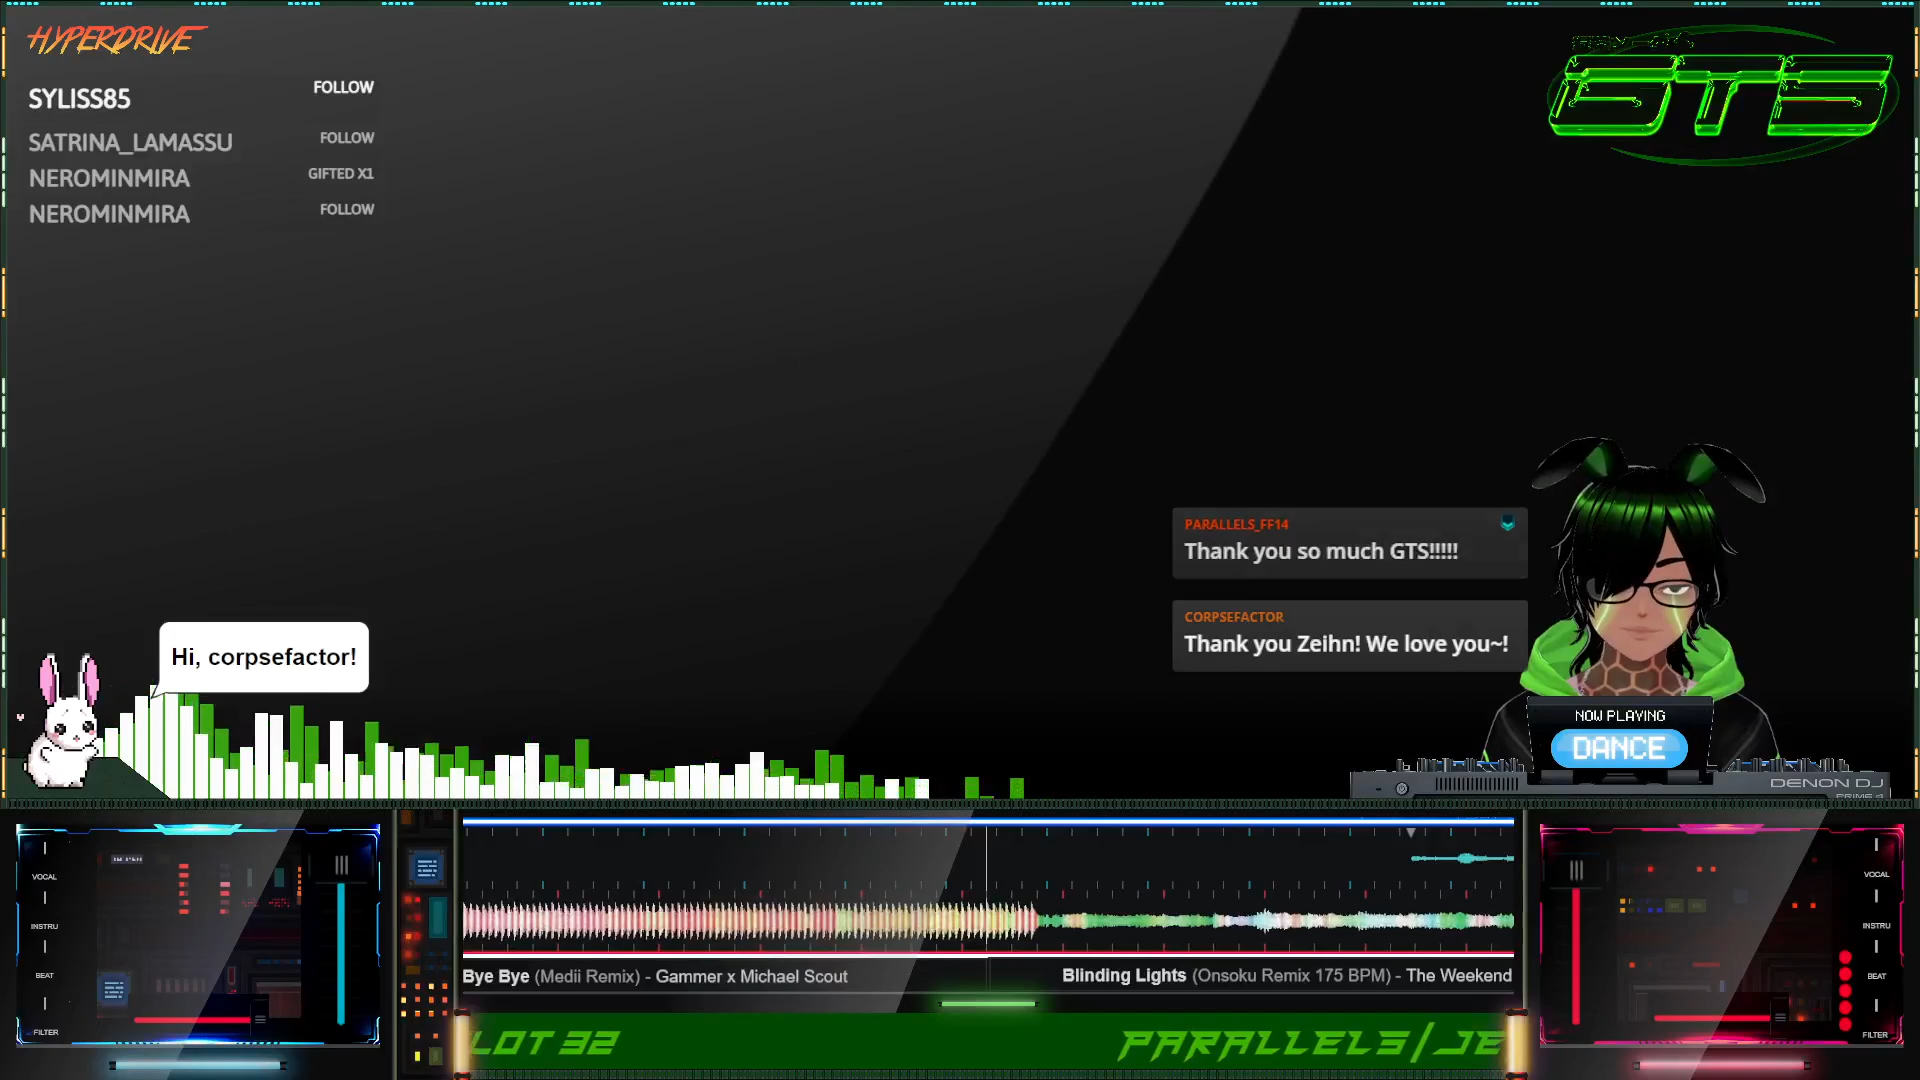 HYPERDRIVE
GTS
SYLISS85 FOLLOW
SATRINA_LAMASSU FOLLOW
NEROMINMIRA GIFTED X1
NEROMINMIRA FOLLOW
PARALLELS_FF14
Thank you so much GTS!!!!!
CORPSEFACTOR
Thank you Zeihn! We love you~!
Hi, corpsefactor!
NOW PLAYING
DANCE
DENON DJ
PRIME 4
VOCAL
INSTRU
BEAT
FILTER
Bye Bye (Medii Remix) - Gammer x Michael Scout
Blinding Lights (Onsoku Remix 175 BPM) - The Weekend
LOT 32
PARALLELS/JE
VOCAL
INSTRU
BEAT
FILTER